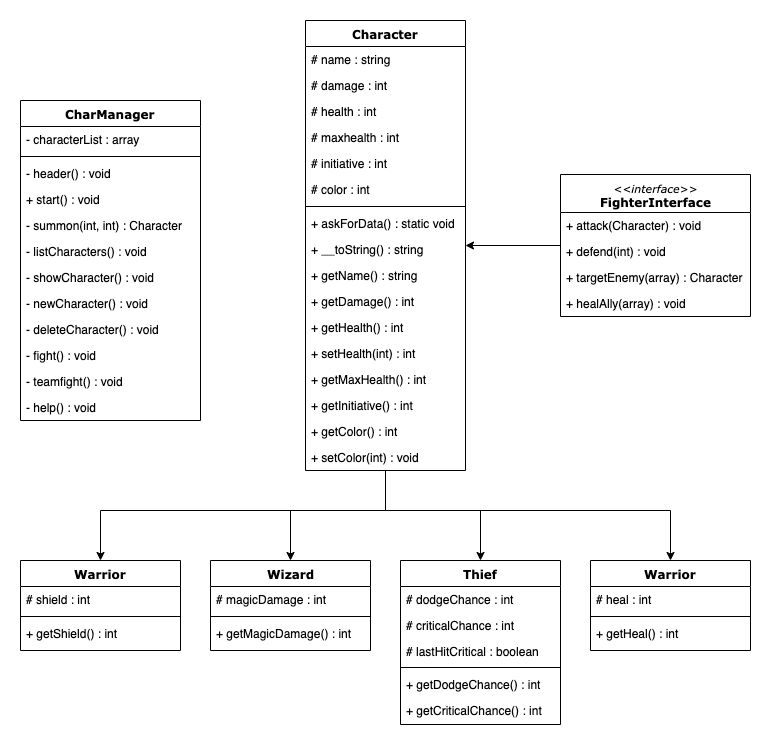 Character
# name : string
# damage : int
# health : int
# maxhealth : int
# initiative : int
# color : int
+ askForData() : static void
+ __toString() : string
+ getName() : string
+ getDamage() : int
+ getHealth() : int
+ setHealth(int) : int
+ getMaxHealth() : int
+ getInitiative() : int
+ getColor() : int
+ setColor(int) : void
CharManager
- characterList : array
- header() : void
+ start() : void
- summon(int, int) : Character
- listCharacters() : void
- showCharacter() : void
- newCharacter() : void
- deleteCharacter() : void
- fight() : void
- teamfight() : void
- help() : void
<<interface>>
FighterInterface
+ attack(Character) : void
+ defend(int) : void
+ targetEnemy(array) : Character
+ healAlly(array) : void
Warrior
# shield : int
+ getShield() : int
Wizard
# magicDamage : int
+ getMagicDamage() : int
Thief
# dodgeChance : int
# criticalChance : int
# lastHitCritical : boolean
+ getDodgeChance() : int
+ getCriticalChance() : int
Warrior
# heal : int
+ getHeal() : int